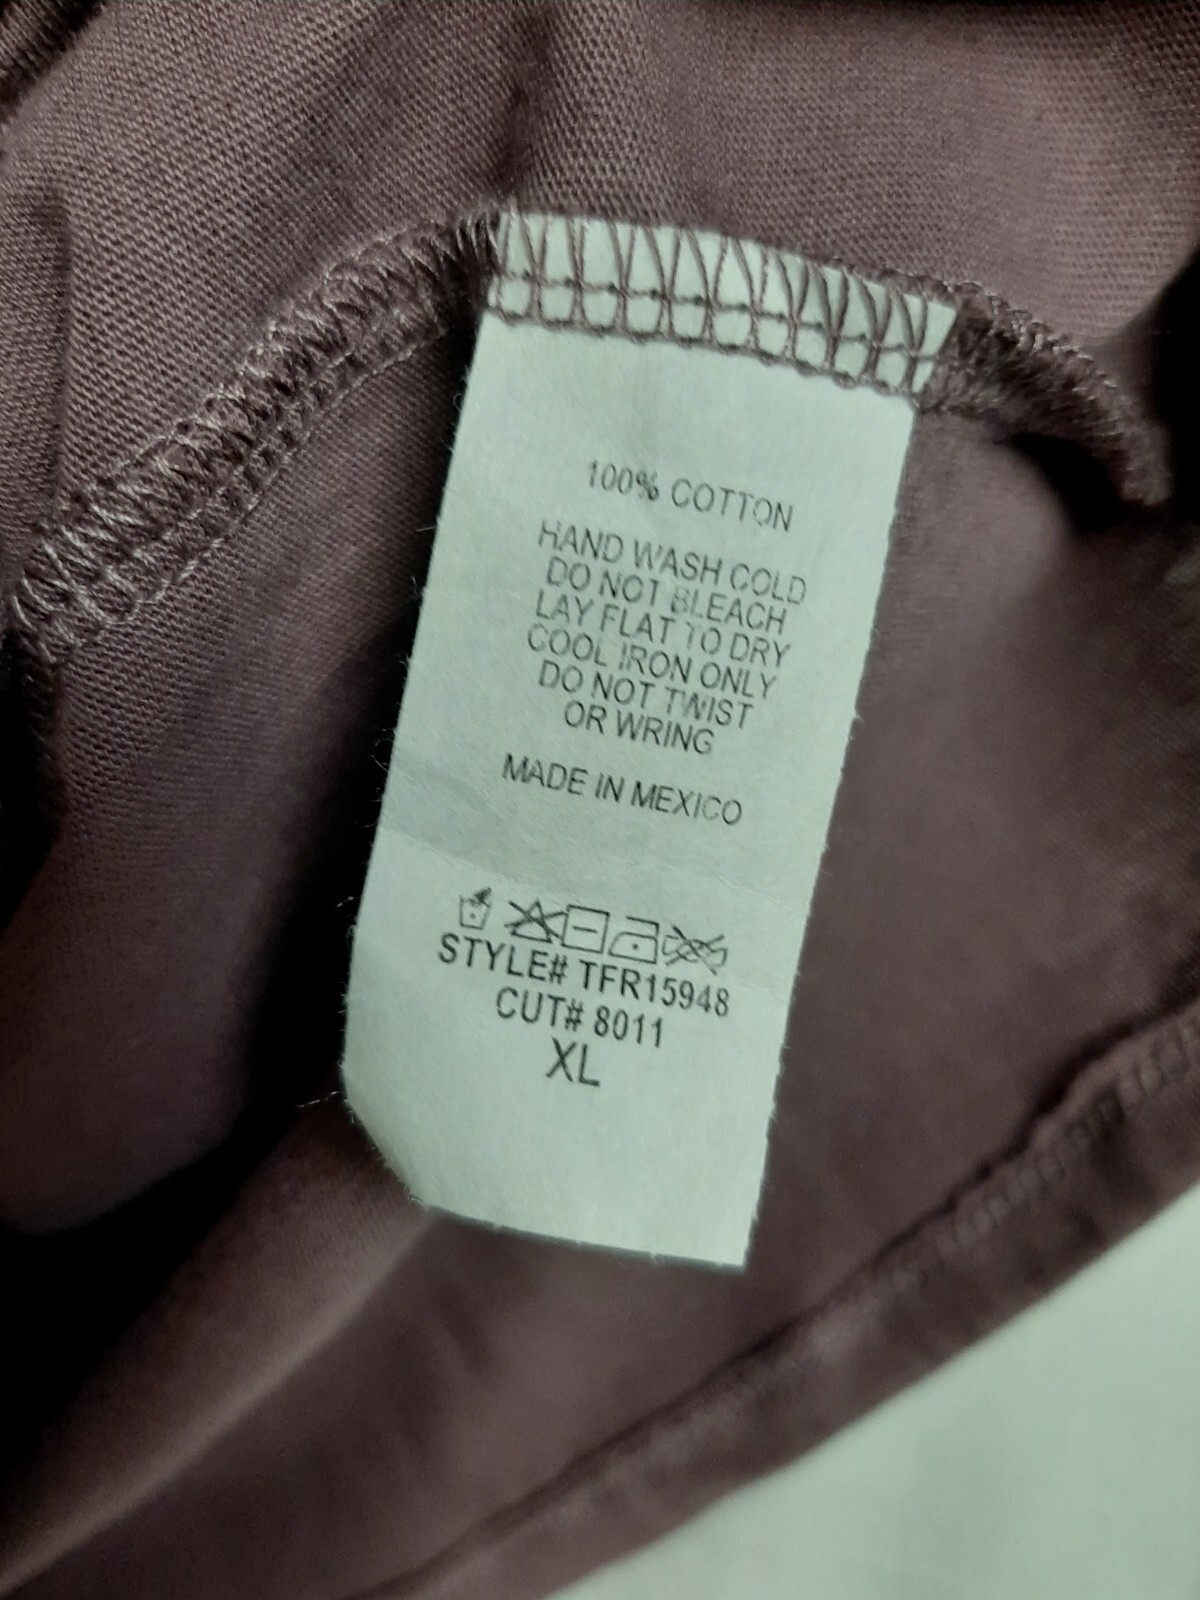 100% COTTON
HAND WASH COLD
DO NOT BLEACH
LAY FLAT TO DRY
COOL IRON ONLY
DO NOT TWIST
OR WRING
MADE IN MEXICO
STYLE# TFR15948
CUT# 8011
XL